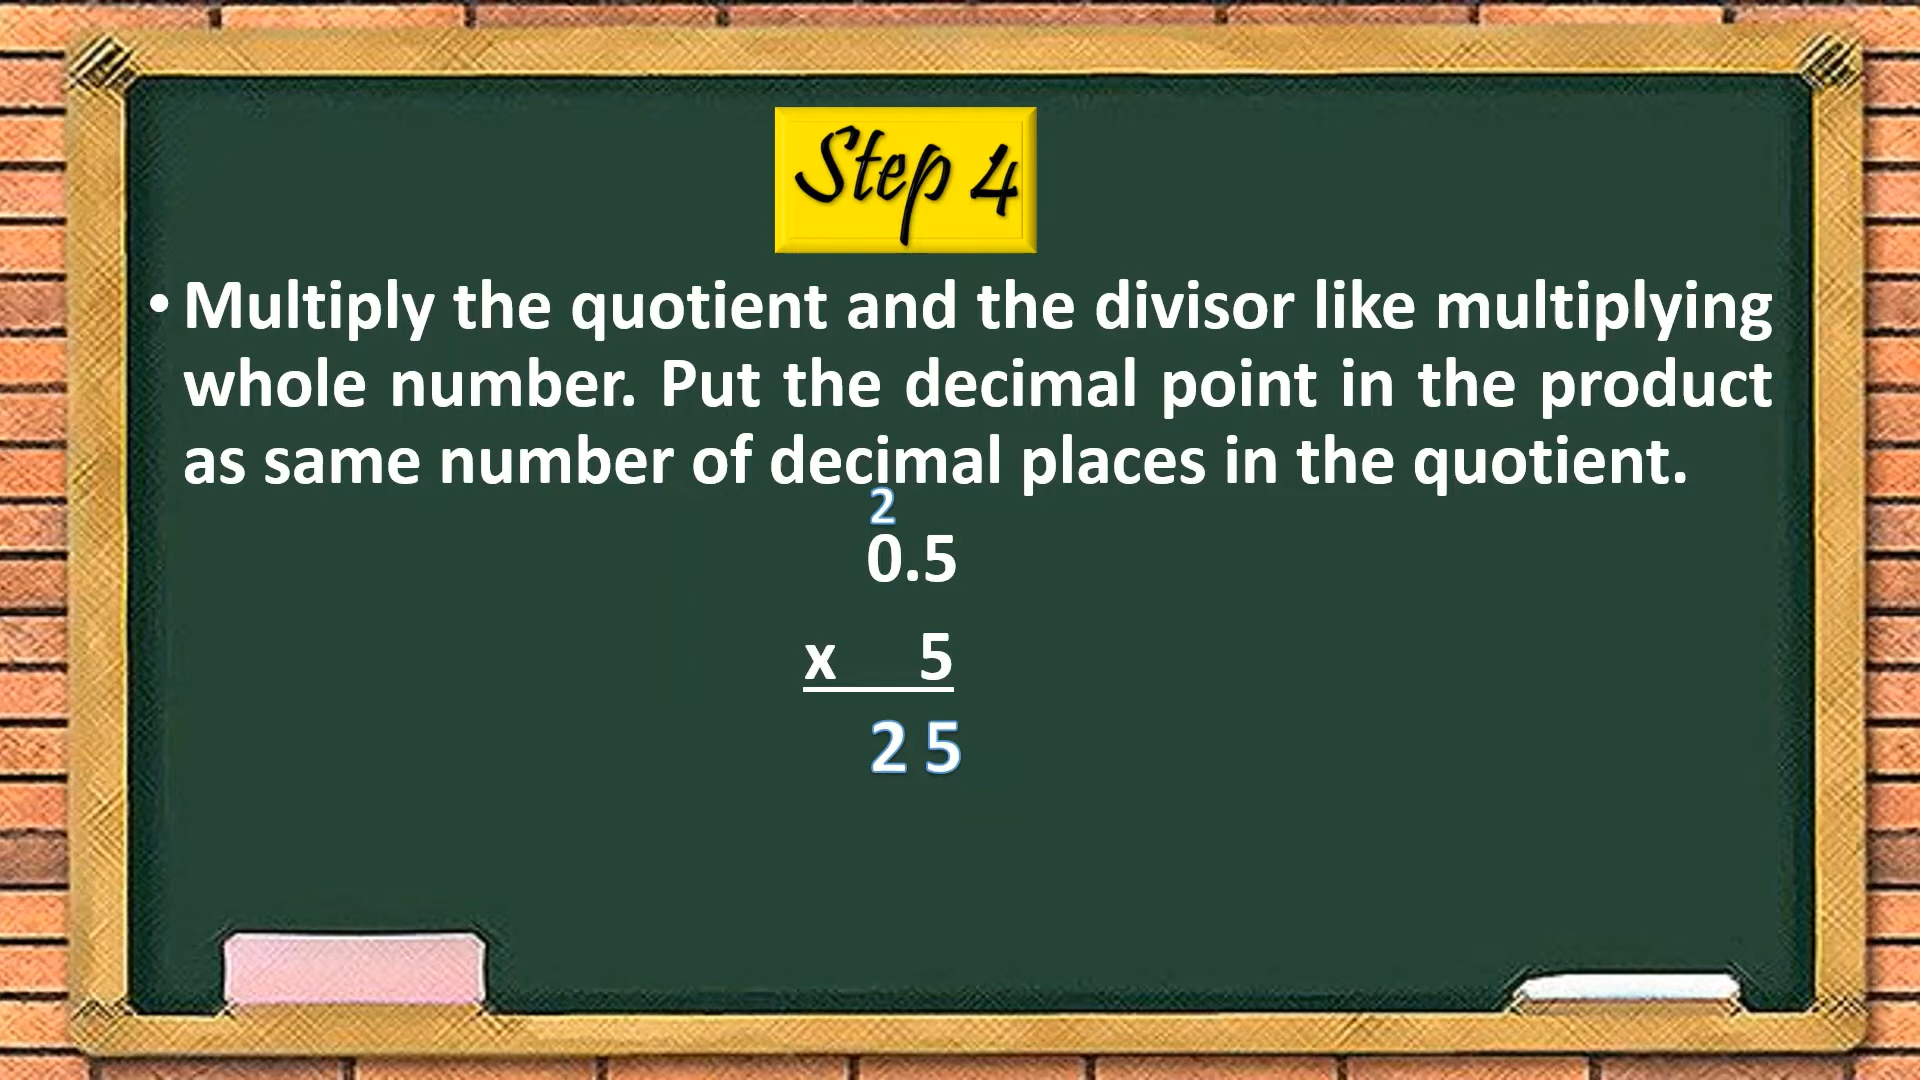 Step 4
• Multiply the quotient and the divisor like multiplying
whole number. Put the decimal point in the product
as same number of decimal places in the quotient.
2
0.5
x 5
2 5